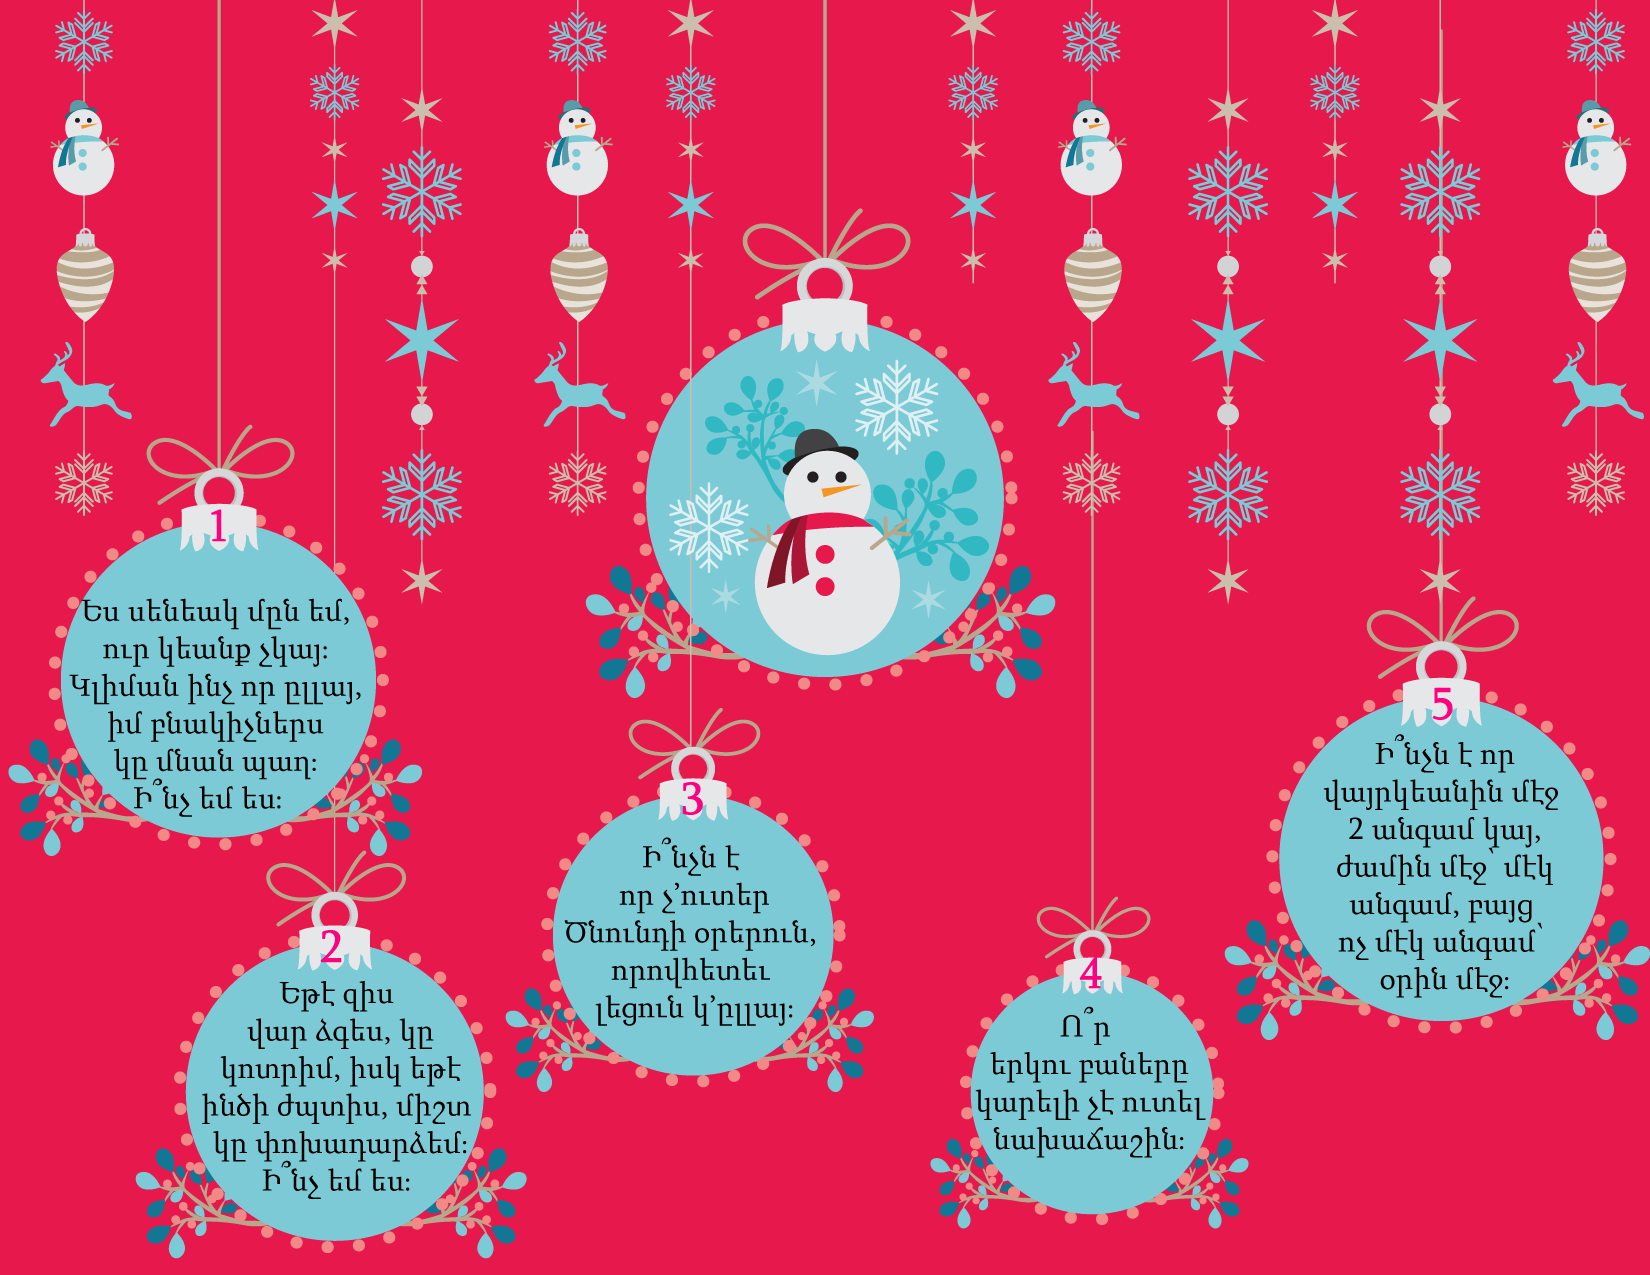 1
Ես սենեակ մըն եմ,
ուր կեանք չկայ։
Կլիման ինչ որ ըլլայ,
իմ բնակիչներս
կը մնան պաղ։
Ի՞նչ եմ ես։
2
Եթէ զիս
վար ձգես, կը
կոտրիմ, իսկ եթէ
ինծի ժպտիս, միշտ
կը փոխադարձեմ։
Ի՞նչ եմ ես։
3
Ի՞նչն է
որ չ’ուտեր
Ծնունդի օրերուն,
որովհետեւ
լեցուն կ’ըլլայ։
4
Ո՞ր
երկու բաները
կարելի չէ ուտել
նախաճաշին։
5
Ի՞նչն է որ
վայրկեանին մէջ
2 անգամ կայ,
ժամին մէջ՝ մէկ
անգամ, բայց
ոչ մէկ անգամ՝
օրին մէջ։